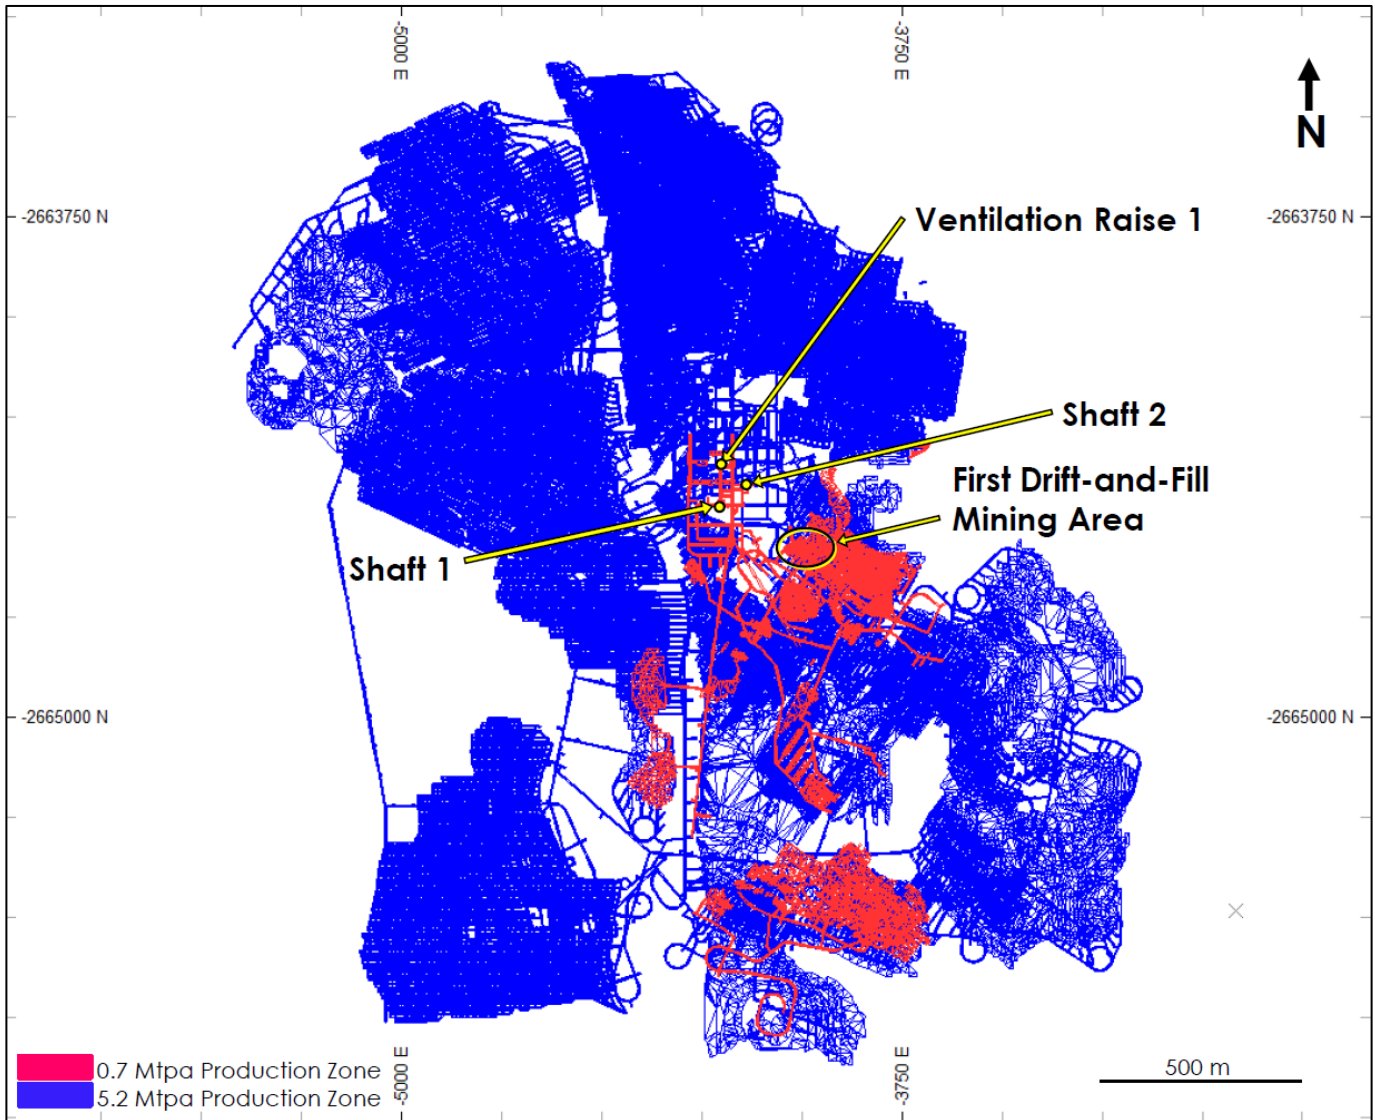 -5000 E
-3750 E
N
-2663750 N
-2663750 N
Ventilation Raise 1
Shaft 2
First Drift-and-Fill
Mining Area
Shaft 1
-2665000 N
-2665000 N
-5000 E
-3750 E
500 m
0.7 Mtpa Production Zone
5.2 Mtpa Production Zone